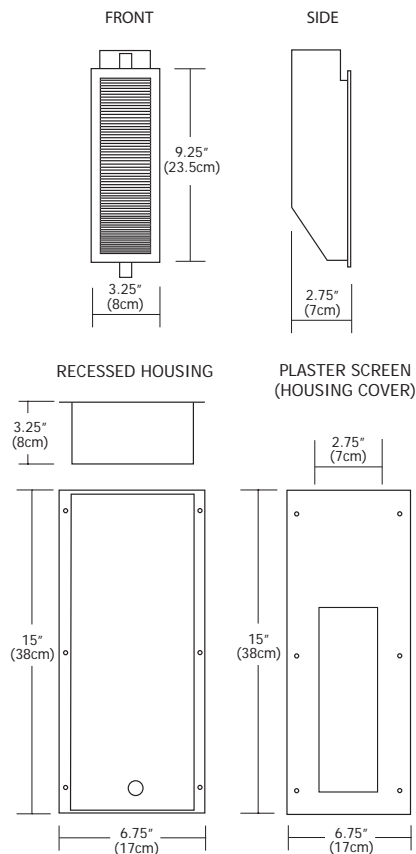 FRONT
SIDE
9.25"
(23.5cm)
3.25"
(8cm)
2.75"
(7cm)
RECESSED HOUSING
PLASTER SCREEN
(HOUSING COVER)
3.25"
(8cm)
2.75"
(7cm)
15"
(38cm)
15"
(38cm)
6.75"
(17cm)
6.75"
(17cm)